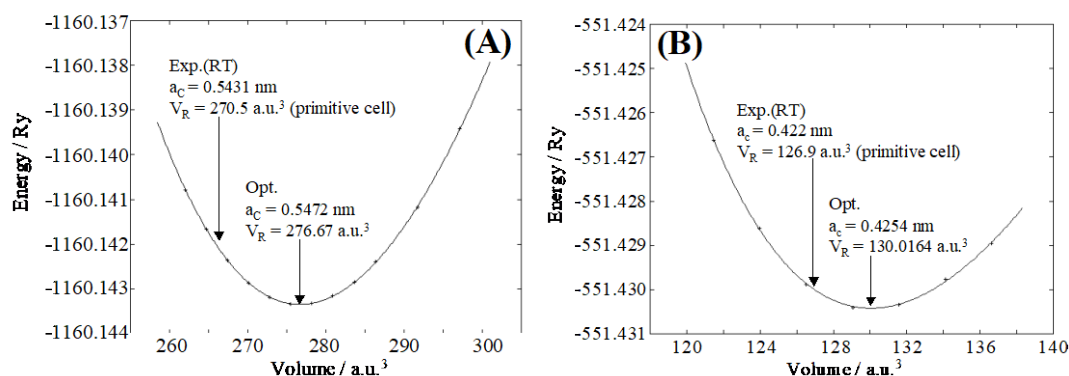 (A)
Energy / Ry
-1160.137
-1160.138
-1160.139
-1160.140
-1160.141
-1160.142
-1160.143
-1160.144
Exp.(RT)
a_C = 0.5431 nm
V_R = 270.5 a.u.³ (primitive cell)
Opt.
a_C = 0.5472 nm
V_R = 276.67 a.u.³
260 270 280 290 300
Volume / a.u.³
(B)
Energy / Ry
-551.424
-551.425
-551.426
-551.427
-551.428
-551.429
-551.430
-551.431
Exp.(RT)
a_c = 0.422 nm
V_R = 126.9 a.u.³ (primitive cell)
Opt.
a_c = 0.4254 nm
V_R = 130.0164 a.u.³
120 124 128 132 136 140
Volume / a.u.³